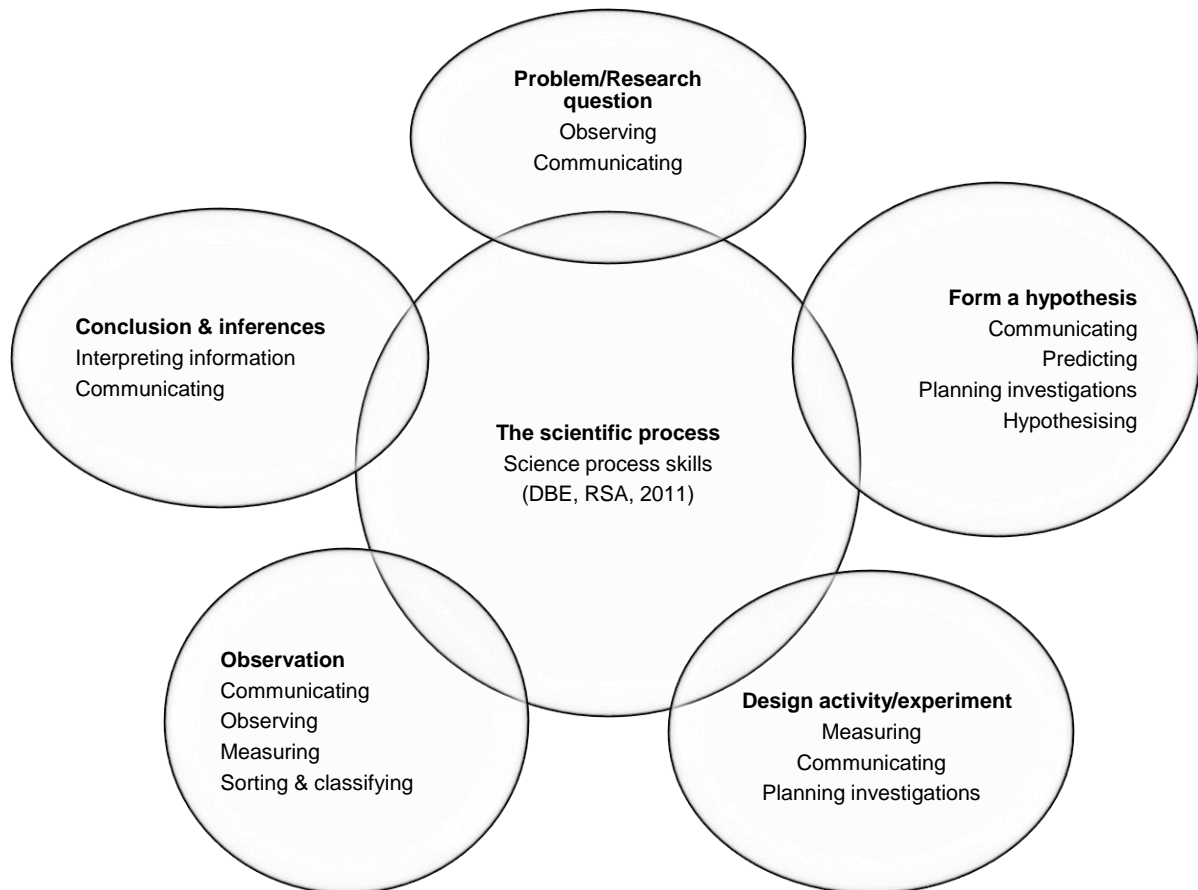 Problem/Research
question
Observing
Communicating
Form a hypothesis
Communicating
Predicting
Planning investigations
Hypothesising
Conclusion & inferences
Interpreting information
Communicating
The scientific process
Science process skills
(DBE, RSA, 2011)
Observation
Communicating
Observing
Measuring
Sorting & classifying
Design activity/experiment
Measuring
Communicating
Planning investigations